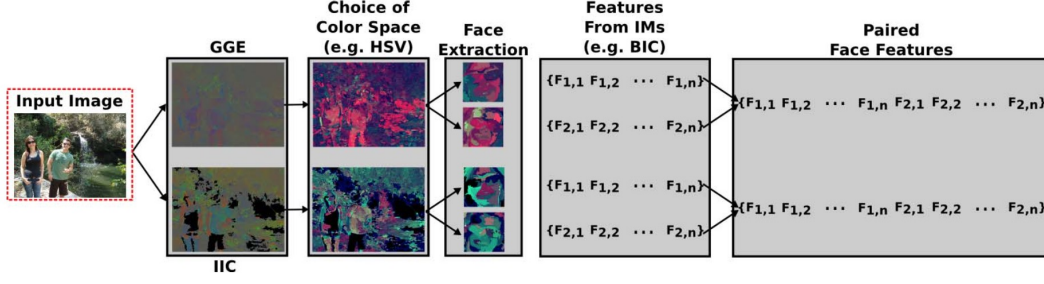 Input Image
GGE
IIC
Choice of
Color Space
(e.g. HSV)
Face
Extraction
Features
From IMs
(e.g. BIC)
{F1,1 F1,2 ··· F1,n}
{F2,1 F2,2 ··· F2,n}
{F1,1 F1,2 ··· F1,n}
{F2,1 F2,2 ··· F2,n}
Paired
Face Features
{F1,1 F1,2 ··· F1,n F2,1 F2,2 ··· F2,n}
{F1,1 F1,2 ··· F1,n F2,1 F2,2 ··· F2,n}